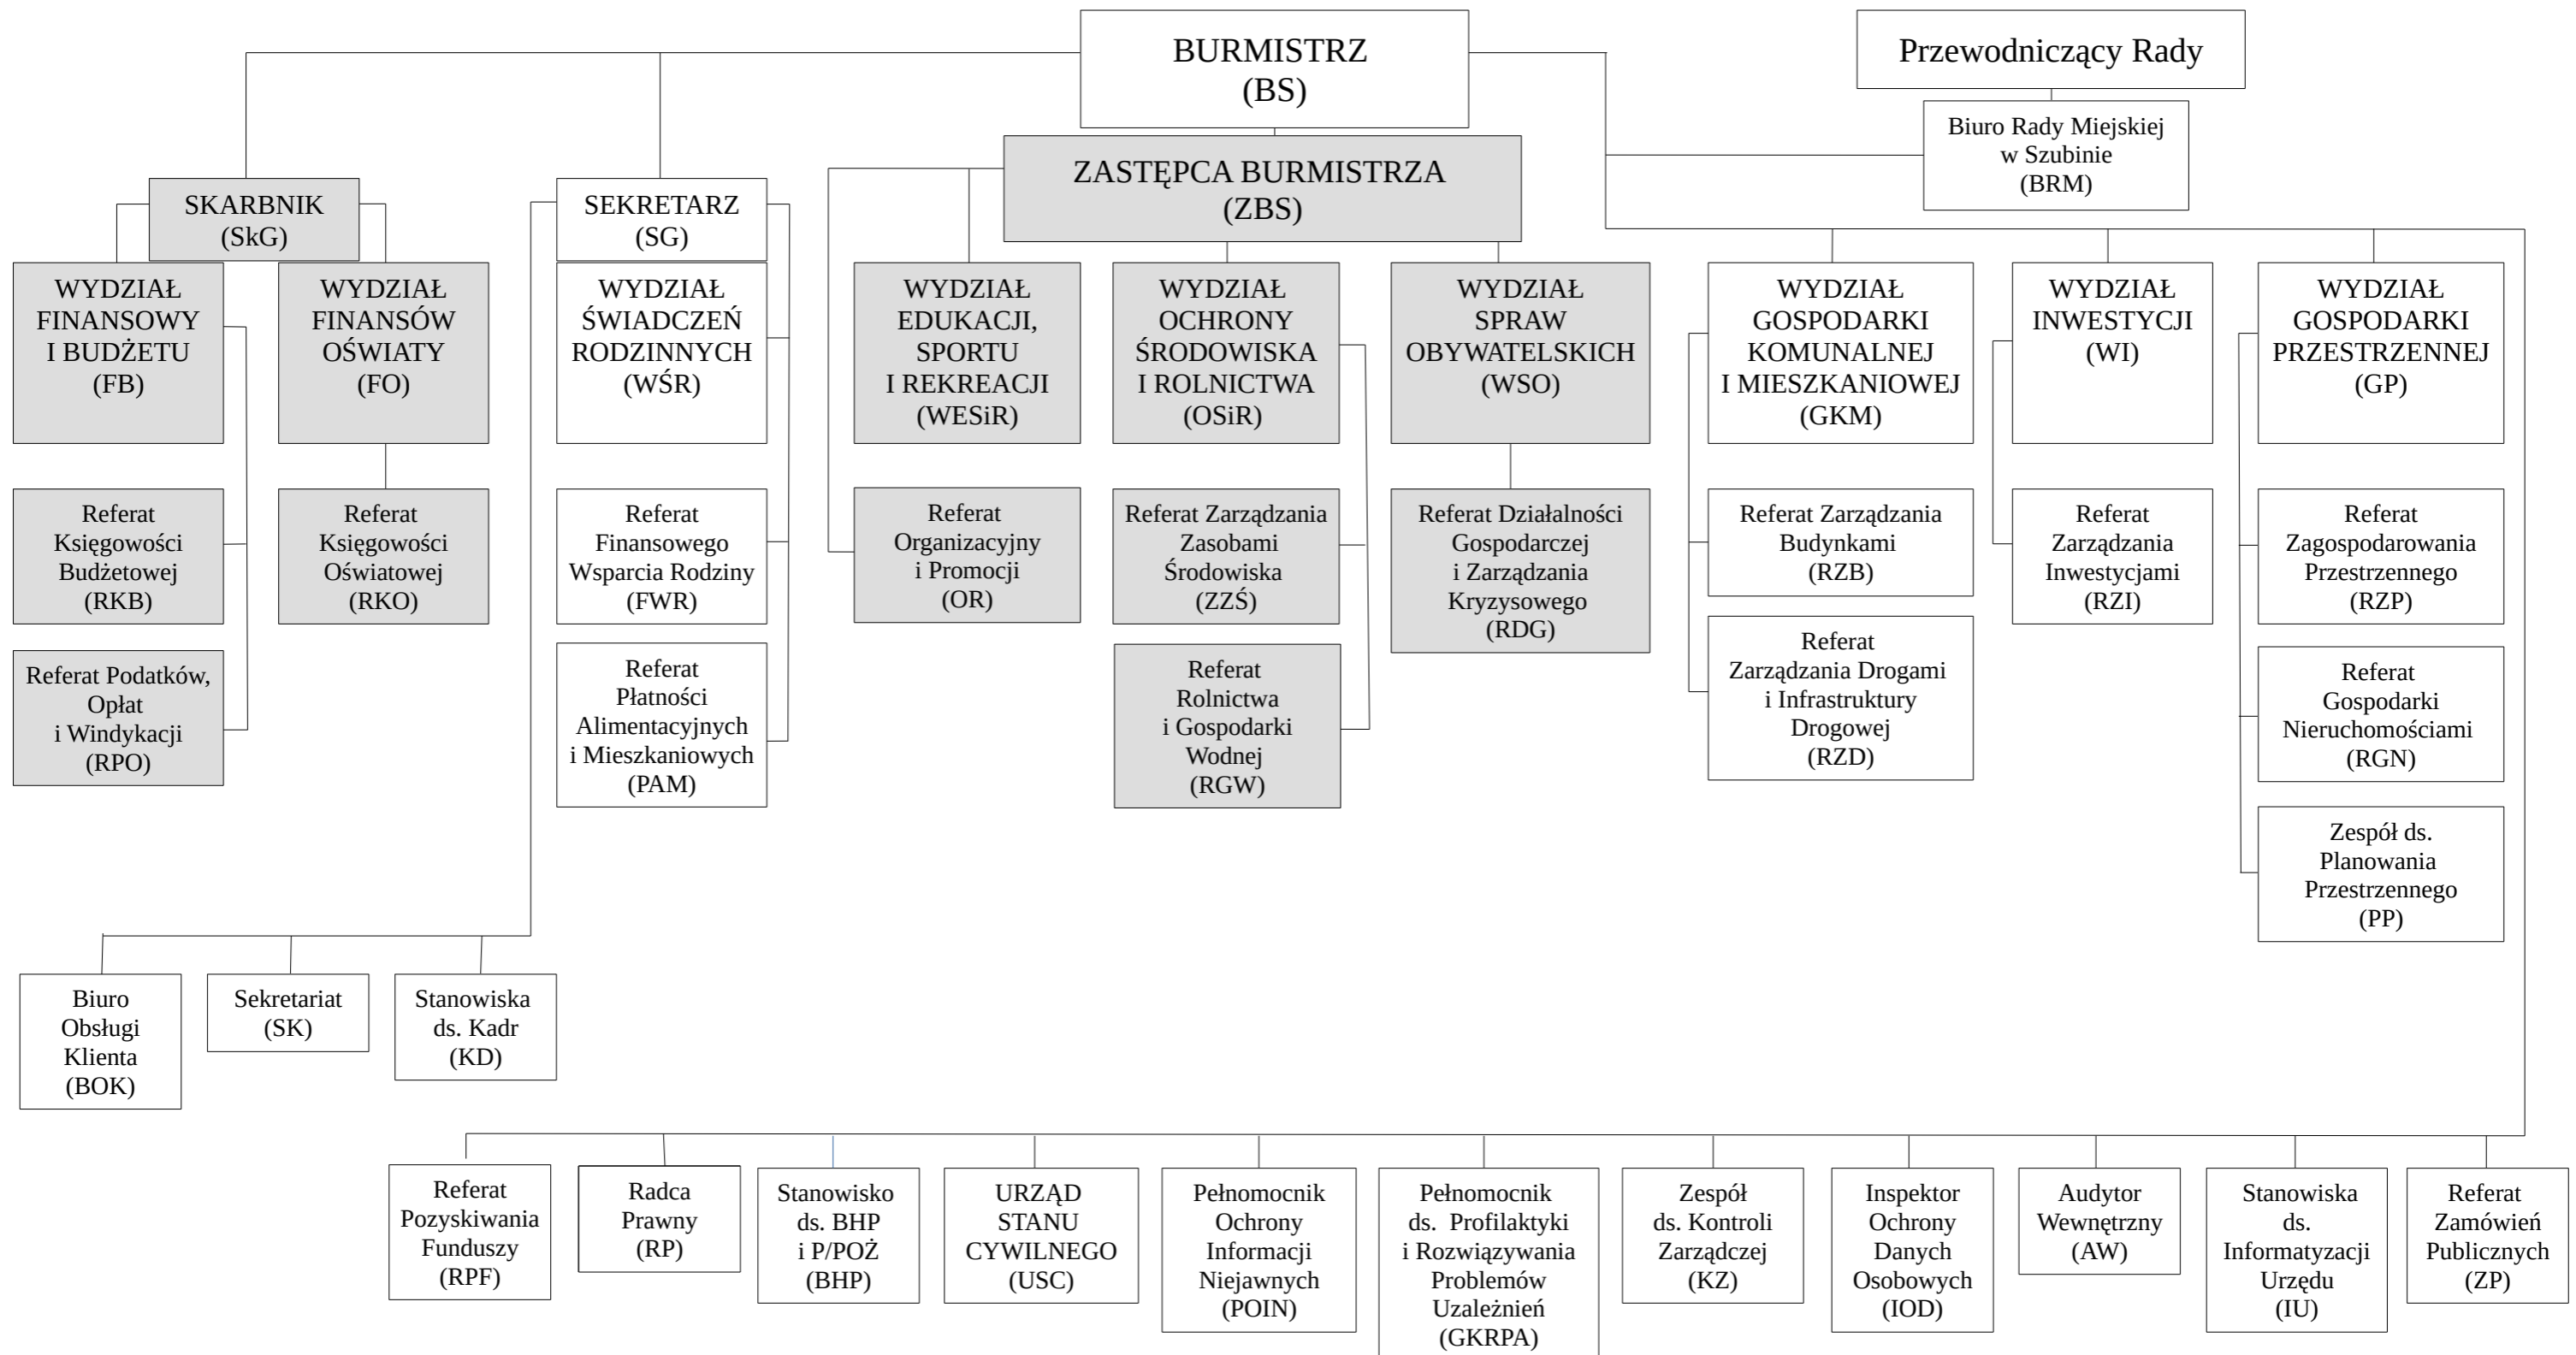 BURMISTRZ
(BS)
Przewodniczący Rady
Biuro Rady Miejskiej
w Szubinie
(BRM)
ZASTĘPCA BURMISTRZA
(ZBS)
SKARBNIK
(SkG)
SEKRETARZ
(SG)
WYDZIAŁ
FINANSOWY
I BUDŻETU
(FB)
WYDZIAŁ
FINANSÓW
OŚWIATY
(FO)
WYDZIAŁ
ŚWIADCZEŃ
RODZINNYCH
(WŚR)
WYDZIAŁ
EDUKACJI,
SPORTU
I REKREACJI
(WESiR)
WYDZIAŁ
OCHRONY
ŚRODOWISKA
I ROLNICTWA
(OSiR)
WYDZIAŁ
SPRAW
OBYWATELSKICH
(WSO)
WYDZIAŁ
GOSPODARKI
KOMUNALNEJ
I MIESZKANIOWEJ
(GKM)
WYDZIAŁ
INWESTYCJI
(WI)
WYDZIAŁ
GOSPODARKI
PRZESTRZENNEJ
(GP)
Referat
Księgowości
Budżetowej
(RKB)
Referat
Księgowości
Oświatowej
(RKO)
Referat
Finansowego
Wsparcia Rodziny
(FWR)
Referat
Organizacyjny
i Promocji
(OR)
Referat Zarządzania
Zasobami
Środowiska
(ZZŚ)
Referat Działalności
Gospodarczej
i Zarządzania
Kryzysowego
(RDG)
Referat Zarządzania
Budynkami
(RZB)
Referat
Zarządzania
Inwestycjami
(RZI)
Referat
Zagospodarowania
Przestrzennego
(RZP)
Referat Podatków,
Opłat
i Windykacji
(RPO)
Referat
Płatności
Alimentacyjnych
i Mieszkaniowych
(PAM)
Referat
Rolnictwa
i Gospodarki
Wodnej
(RGW)
Referat
Zarządzania Drogami
i Infrastruktury
Drogowej
(RZD)
Referat
Gospodarki
Nieruchomościami
(RGN)
Zespół ds.
Planowania
Przestrzennego
(PP)
Biuro
Obsługi
Klienta
(BOK)
Sekretariat
(SK)
Stanowiska
ds. Kadr
(KD)
Referat
Pozyskiwania
Funduszy
(RPF)
Radca
Prawny
(RP)
Stanowisko
ds. BHP
i P/POŻ
(BHP)
URZĄD
STANU
CYWILNEGO
(USC)
Pełnomocnik
Ochrony
Informacji
Niejawnych
(POIN)
Pełnomocnik
ds. Profilaktyki
i Rozwiązywania
Problemów
Uzależnień
(GKRPA)
Zespół
ds. Kontroli
Zarządczej
(KZ)
Inspektor
Ochrony
Danych
Osobowych
(IOD)
Audytor
Wewnętrzny
(AW)
Stanowiska
ds.
Informatyzacji
Urzędu
(IU)
Referat
Zamówień
Publicznych
(ZP)